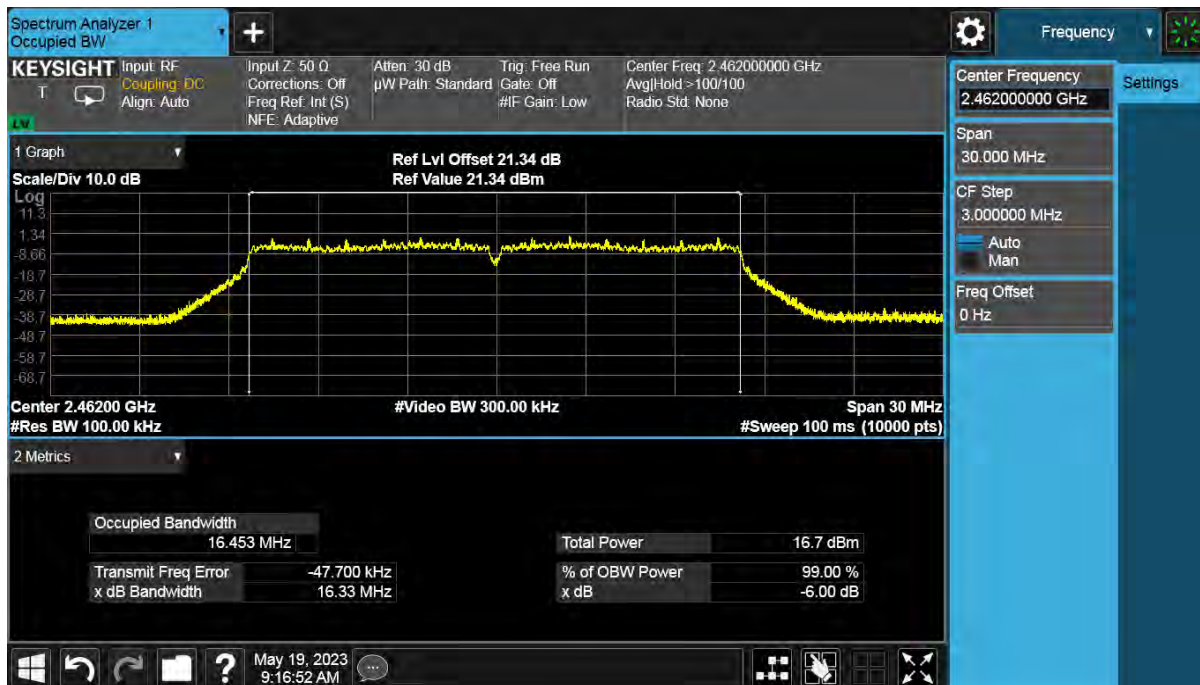 Spectrum Analyzer 1
Occupied BW
+
Frequency
KEYSIGHT
T
Input: RF
Coupling: DC
Align: Auto
Input Z: 50 Ω
Corrections: Off
Freq Ref: Int (S)
NFE: Adaptive
Atten: 30 dB
µW Path: Standard
Trig: Free Run
Gate: Off
#IF Gain: Low
Center Freq: 2.462000000 GHz
Avg|Hold >100/100
Radio Std: None
1 Graph
Scale/Div 10.0 dB
Ref Lvl Offset 21.34 dB
Ref Value 21.34 dBm
Log
11.3
1.34
-8.66
-18.7
-28.7
-38.7
-48.7
-58.7
-68.7
Center 2.46200 GHz
#Video BW 300.00 kHz
Span 30 MHz
#Res BW 100.00 kHz
#Sweep 100 ms (10000 pts)
2 Metrics
Occupied Bandwidth
16.453 MHz
Total Power 16.7 dBm
Transmit Freq Error -47.700 kHz
% of OBW Power 99.00 %
x dB Bandwidth 16.33 MHz
x dB -6.00 dB
Center Frequency
2.462000000 GHz
Settings
Span
30.000 MHz
CF Step
3.000000 MHz
Auto
Man
Freq Offset
0 Hz
?
May 19, 2023
9:16:52 AM